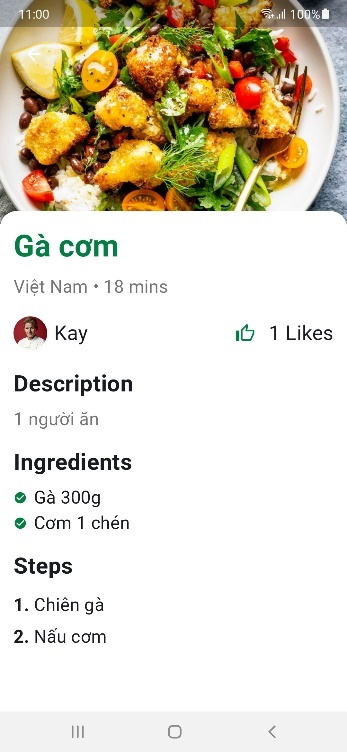 11:00 100%
Gà cơm
Việt Nam • 18 mins
Kay 1 Likes
Description
1 người ăn
Ingredients
Gà 300g
Cơm 1 chén
Steps
1. Chiên gà
2. Nấu cơm